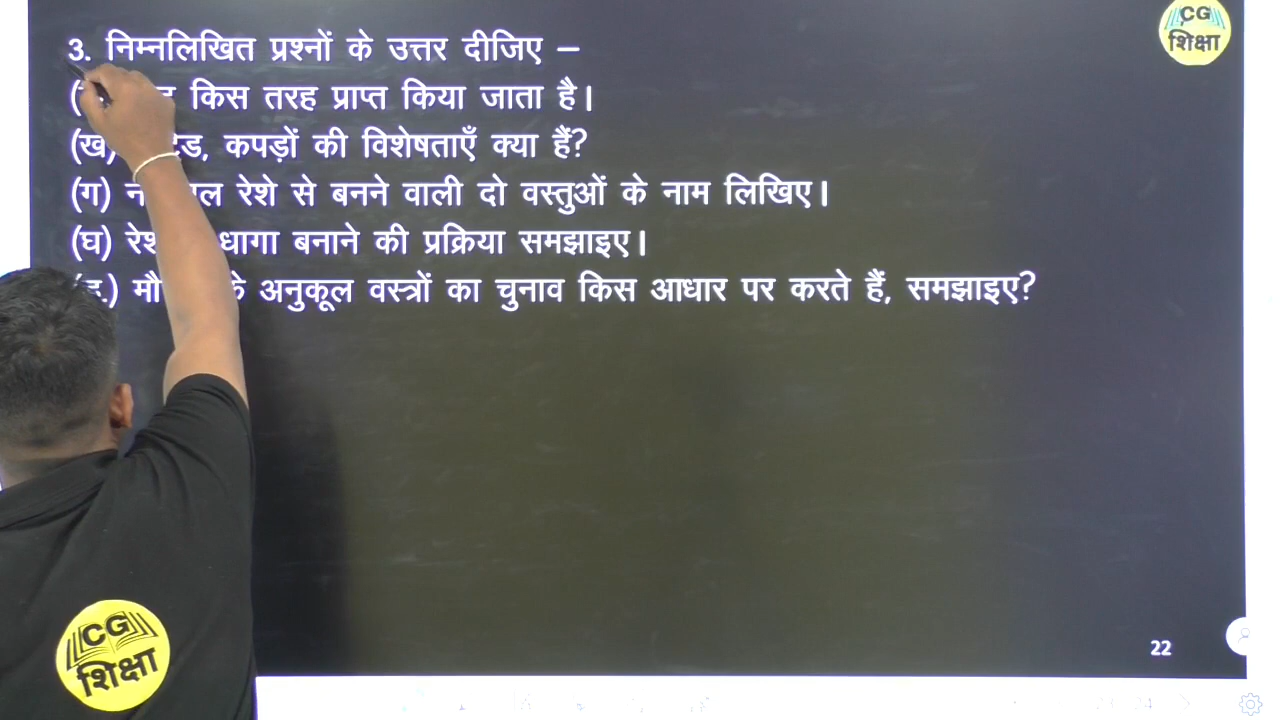 3. निम्नलिखित प्रश्नों के उत्तर दीजिए –
किस तरह प्राप्त किया जाता है।
(ख) कपड़ों की विशेषताएँ क्या हैं?
(ग) रेशे से बनने वाली दो वस्तुओं के नाम लिखिए।
(घ) धागा बनाने की प्रक्रिया समझाइए।
अनुकूल वस्त्रों का चुनाव किस आधार पर करते हैं, समझाइए?
CG
शिक्षा
CG
शिक्षा
22